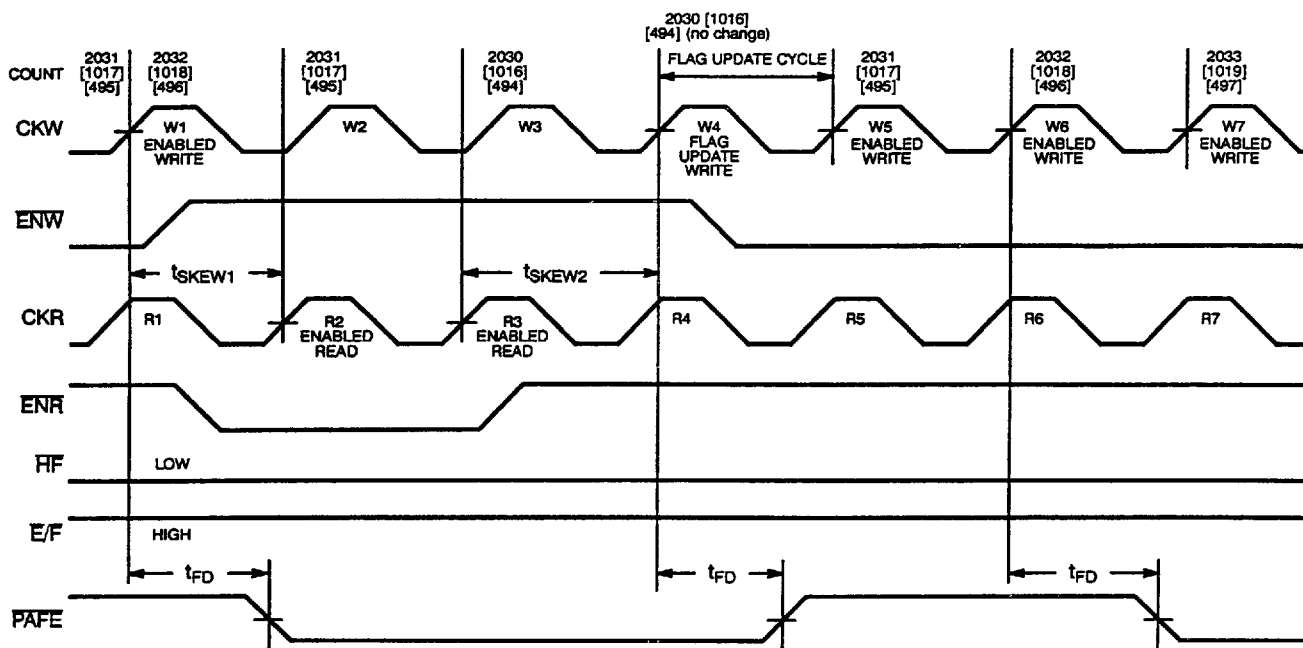 2030 [1016]
[494] (no change)
COUNT
2031
[1017]
[495]
2032
[1018]
[496]
2031
[1017]
[495]
2030
[1016]
[494]
FLAG UPDATE CYCLE
2031
[1017]
[495]
2032
[1018]
[496]
2033
[1019]
[497]
CKW
W1
ENABLED
WRITE
W2
W3
W4
FLAG
UPDATE
WRITE
W5
ENABLED
WRITE
W6
ENABLED
WRITE
W7
ENABLED
WRITE
ENW
tSKEW1
tSKEW2
CKR
R1
R2
ENABLED
READ
R3
ENABLED
READ
R4
R5
R6
R7
ENR
HF
LOW
E/F
HIGH
tFD
tFD
tFD
PAFE